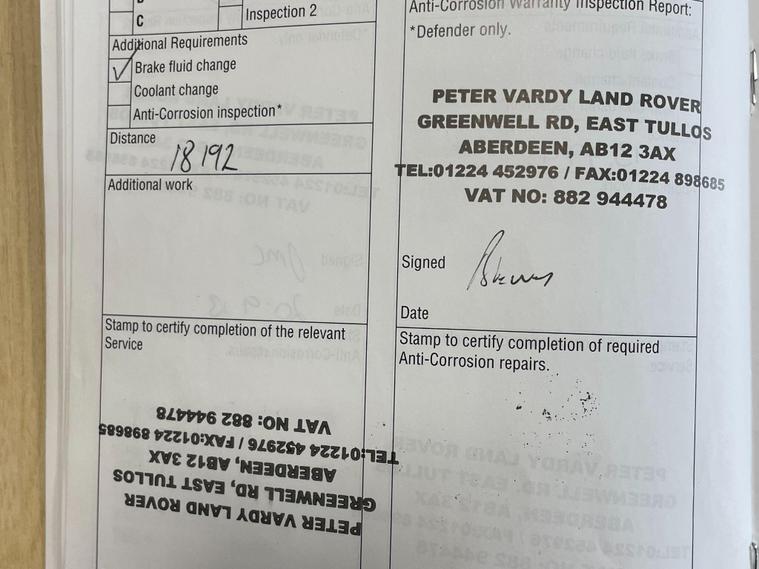 C
Inspection 2
Additional Requirements
Brake fluid change
Coolant change
Anti-Corrosion inspection*
Distance
18192
Additional work
Stamp to certify completion of the relevant
Service
PETER VARDY LAND ROVER
GREENWELL RD, EAST TULLOS
ABERDEEN, AB12 3AX
TEL:01224 452976 / FAX:01224 898685
VAT NO: 882 944478
Anti-Corrosion Warranty Inspection Report:
*Defender only.
PETER VARDY LAND ROVER
GREENWELL RD, EAST TULLOS
ABERDEEN, AB12 3AX
TEL:01224 452976 / FAX:01224 898685
VAT NO: 882 944478
Signed
Date
Stamp to certify completion of required
Anti-Corrosion repairs.